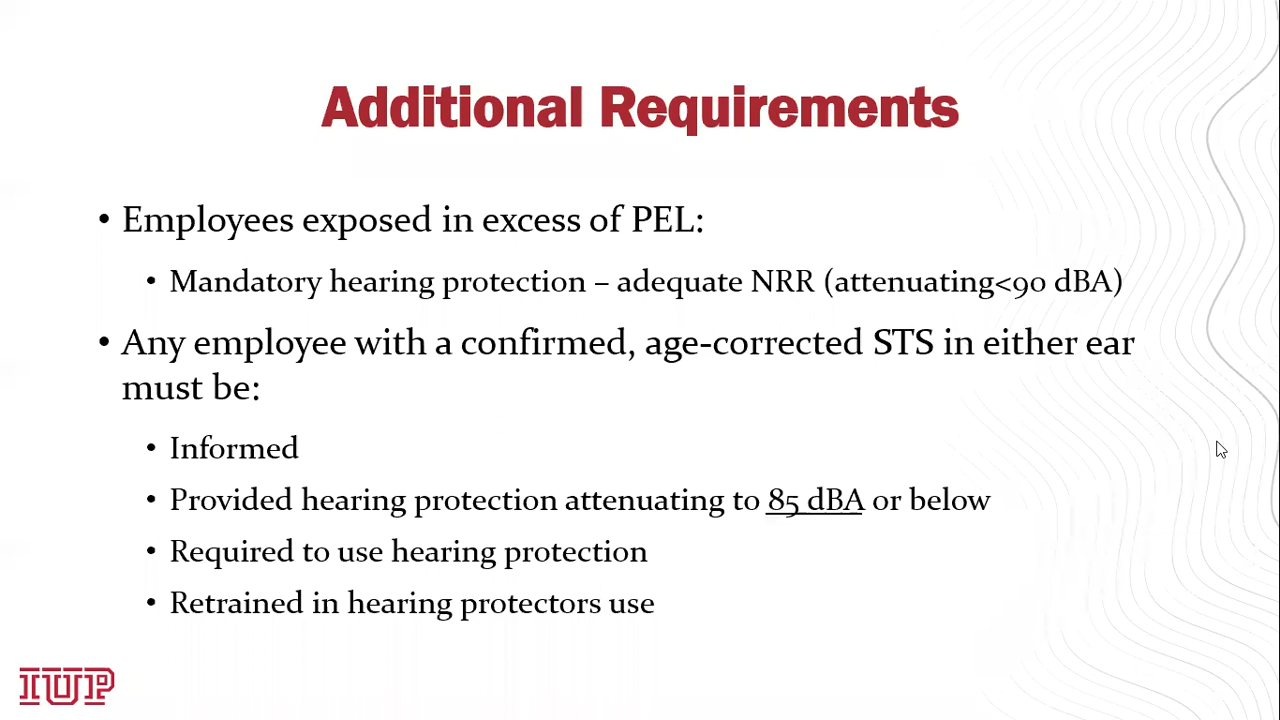 Additional Requirements
• Employees exposed in excess of PEL:
• Mandatory hearing protection – adequate NRR (attenuating<90 dBA)
• Any employee with a confirmed, age-corrected STS in either ear
must be:
• Informed
• Provided hearing protection attenuating to 85 dBA or below
• Required to use hearing protection
• Retrained in hearing protectors use
IUP